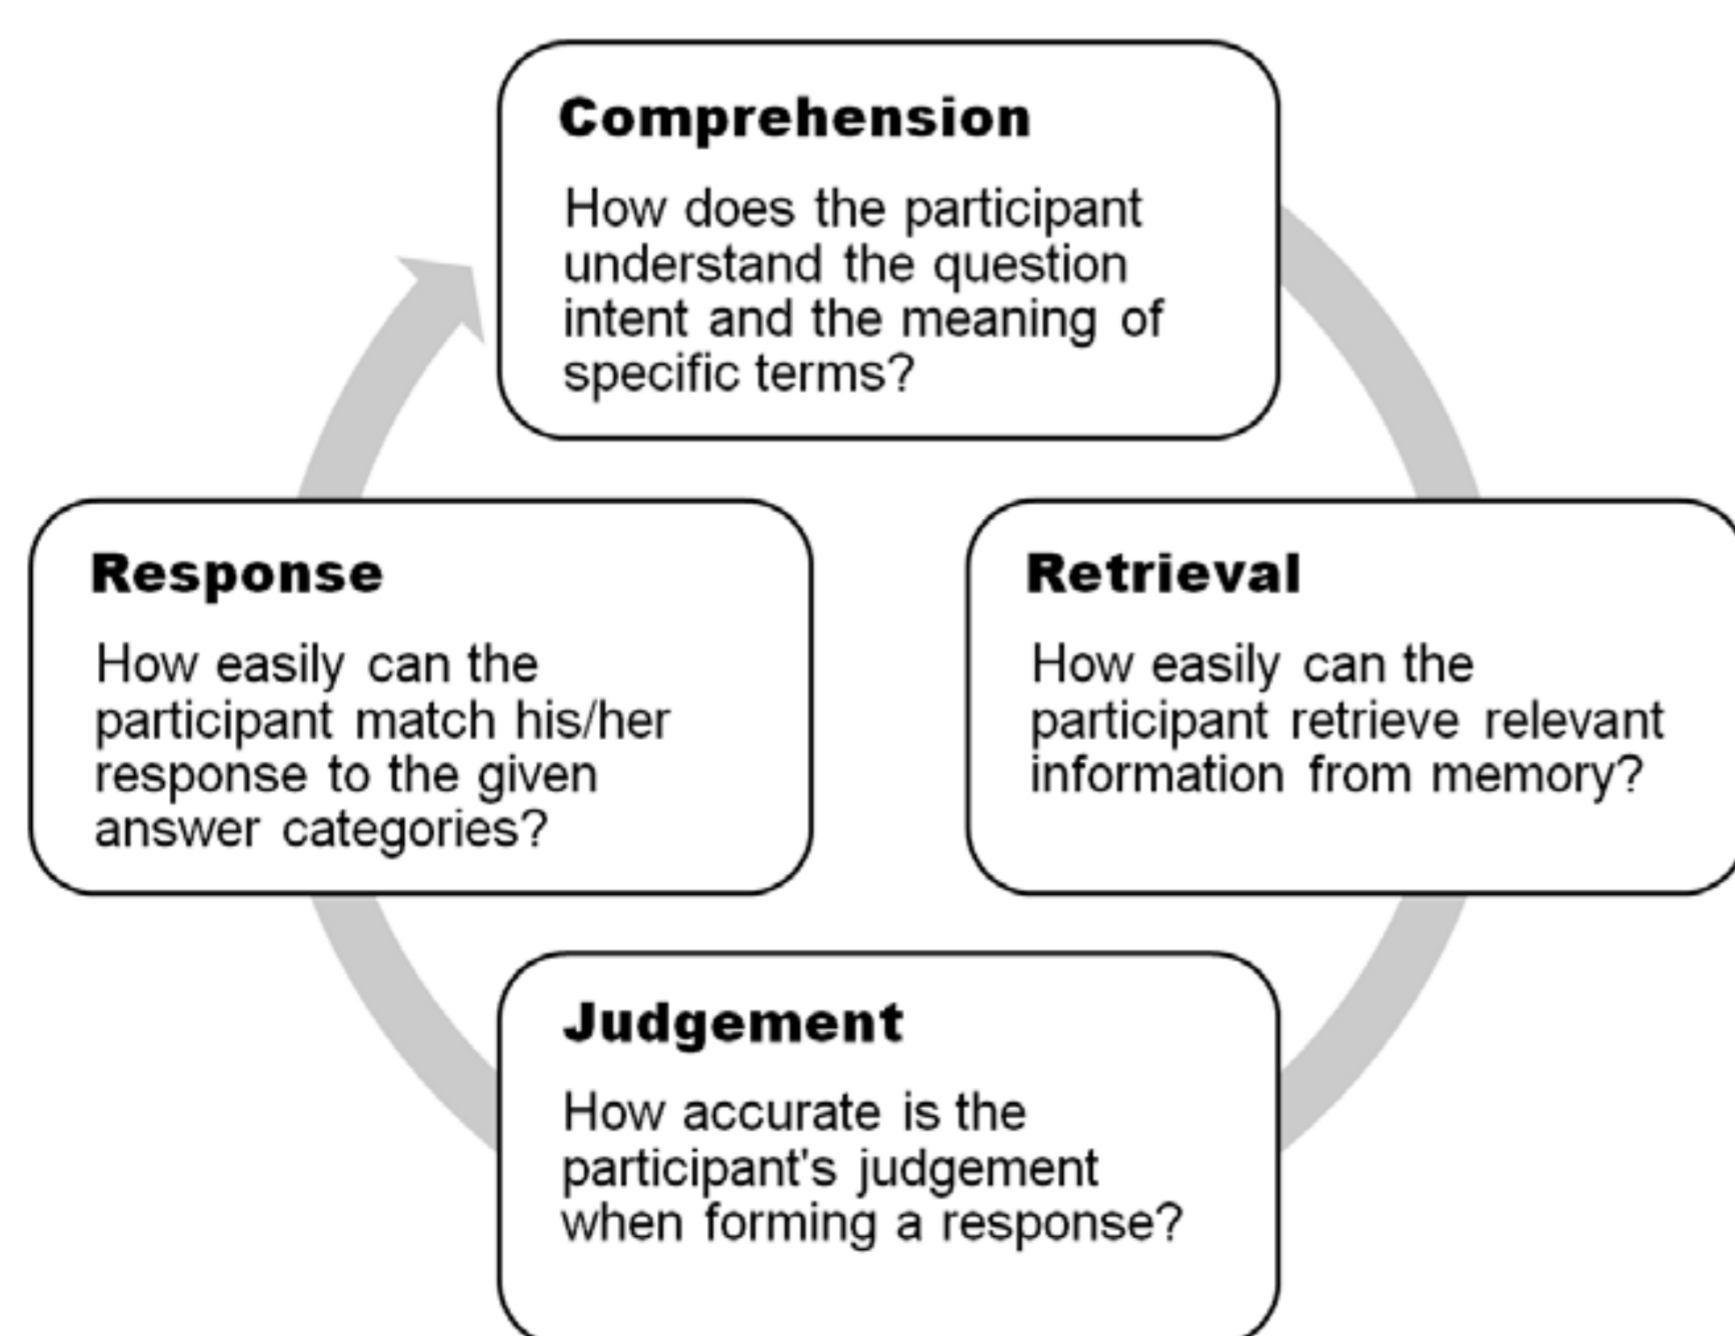 Comprehension
How does the participant
understand the question
intent and the meaning of
specific terms?
Response
How easily can the
participant match his/her
response to the given
answer categories?
Retrieval
How easily can the
participant retrieve relevant
information from memory?
Judgement
How accurate is the
participant's judgement
when forming a response?